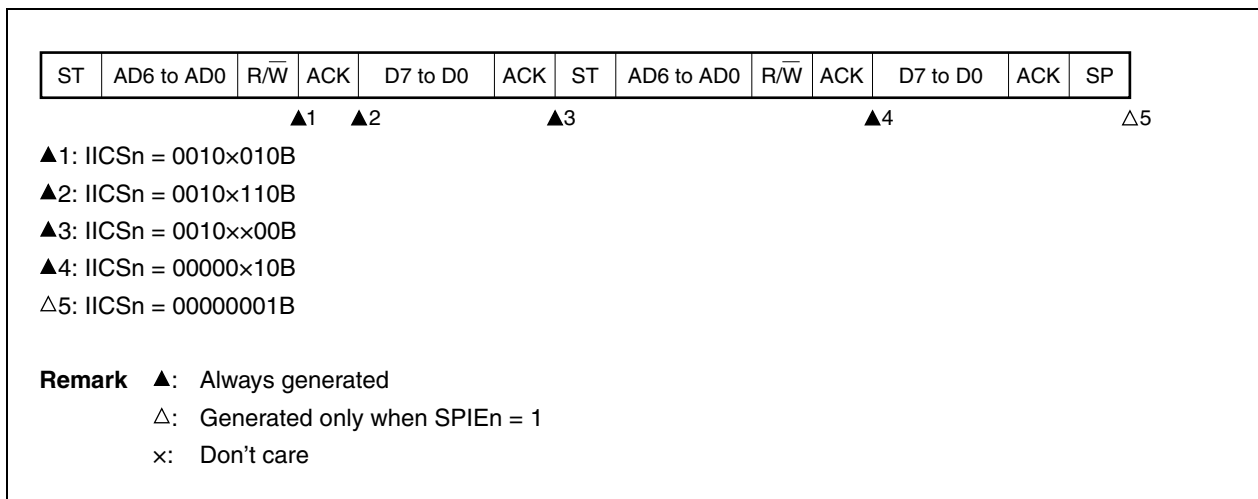 ST AD6 to AD0 R/W̅ ACK D7 to D0 ACK ST AD6 to AD0 R/W̅ ACK D7 to D0 ACK SP
▲1 ▲2 ▲3 ▲4 △5
▲1: IICSn = 0010×010B
▲2: IICSn = 0010×110B
▲3: IICSn = 0010××00B
▲4: IICSn = 00000×10B
△5: IICSn = 00000001B
Remark ▲: Always generated
△: Generated only when SPIEn = 1
×: Don't care